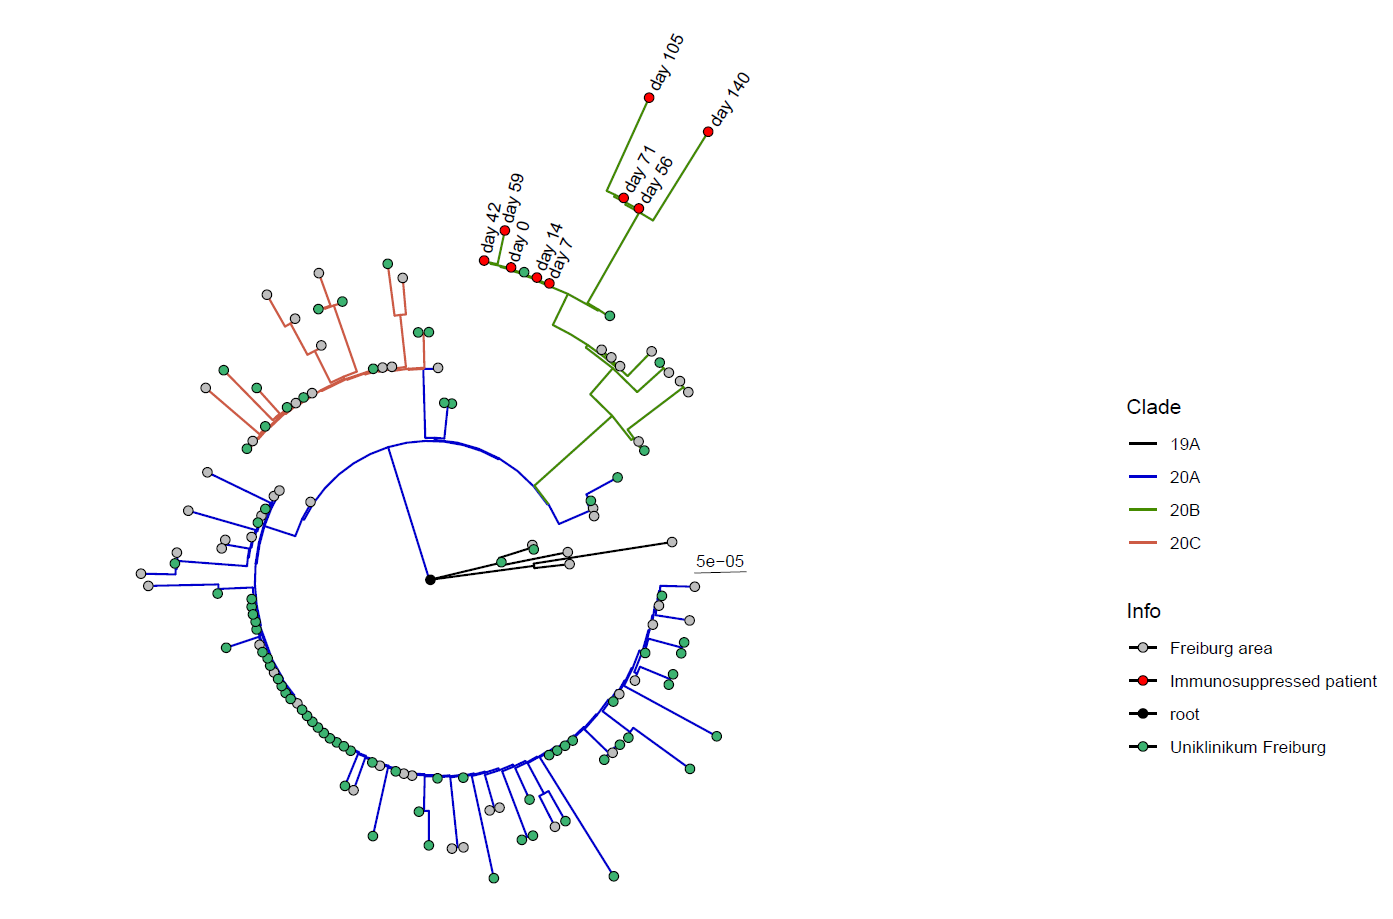 day 105
day 140
day 71
day 56
day 59
day 42
day 0
day 14
day 7
5e−05
Clade
19A
20A
20B
20C
Info
Freiburg area
Immunosuppressed patient
root
Uniklinikum Freiburg